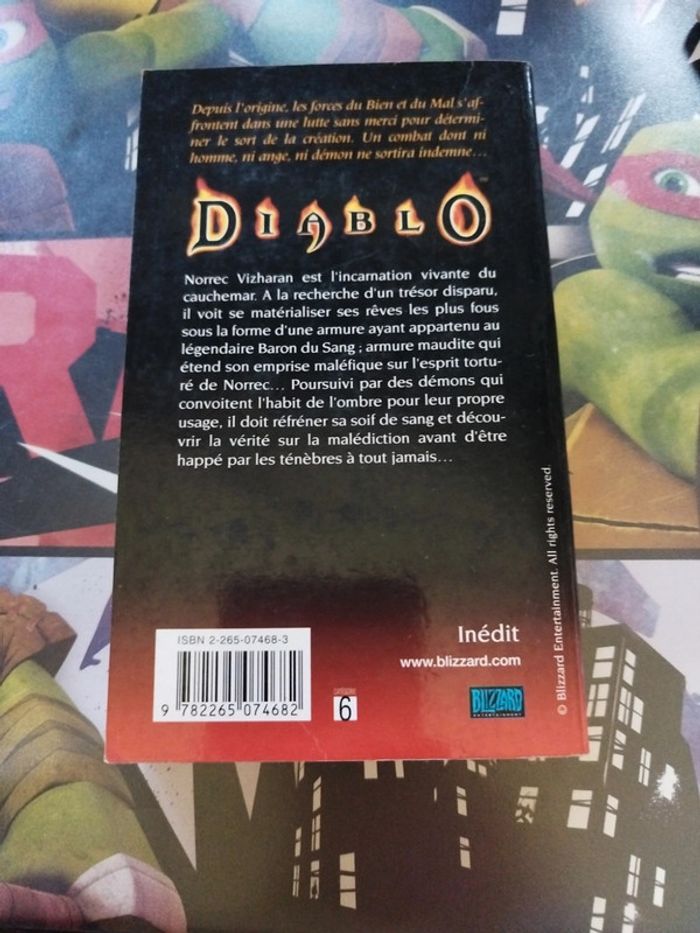 Depuis l'origine, les forces du Bien et du Mal s'af-
frontent dans une lutte sans merci pour détermi-
ner le sort de la création. Un combat dont ni
homme, ni ange, ni démon ne sortira indemne…
DIABLO
Norrec Vizharan est l'incarnation vivante du
cauchemar. A la recherche d'un trésor disparu,
il voit se matérialiser ses rêves les plus fous
sous la forme d'une armure ayant appartenu au
légendaire Baron du Sang ; armure maudite qui
étend son emprise maléfique sur l'esprit tortu-
ré de Norrec… Poursuivi par des démons qui
convoitent l'habit de l'ombre pour leur propre
usage, il doit réfréner sa soif de sang et décou-
vrir la vérité sur la malédiction avant d'être
happé par les ténèbres à tout jamais…
© Blizzard Entertainment. All rights reserved.
ISBN 2-265-07468-3
9 782265 074682
catégorie
6
Inédit
www.blizzard.com
BLIZZARD
ENTERTAINMENT